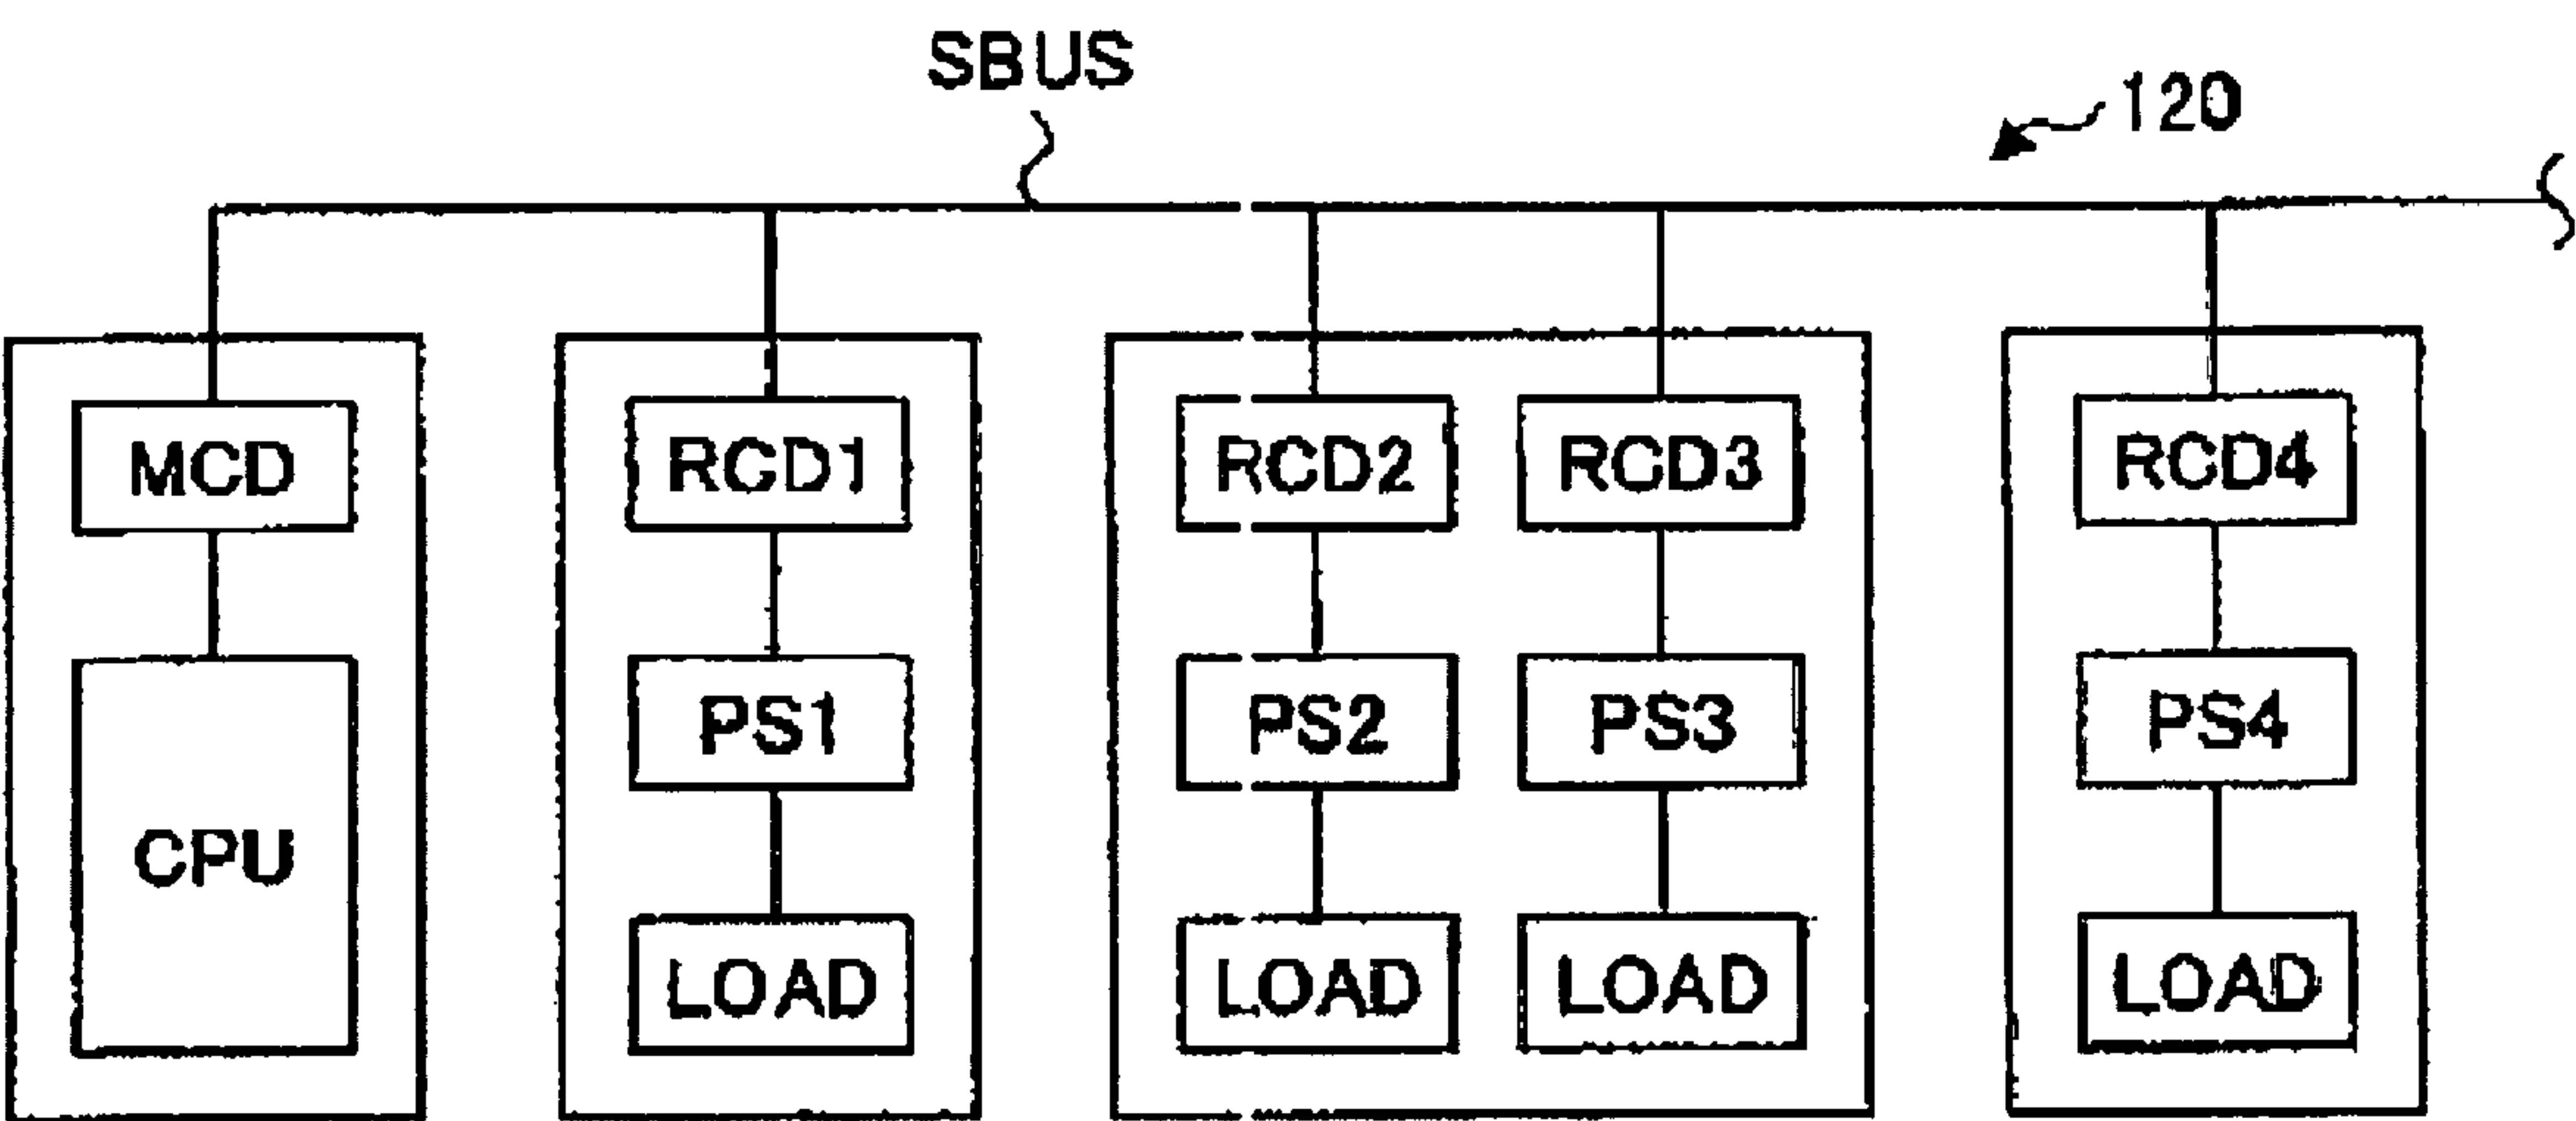 SBUS
120
MCD
RCD1
RCD2
RCD3
RCD4
CPU
PS1
PS2
PS3
PS4
LOAD
LOAD
LOAD
LOAD